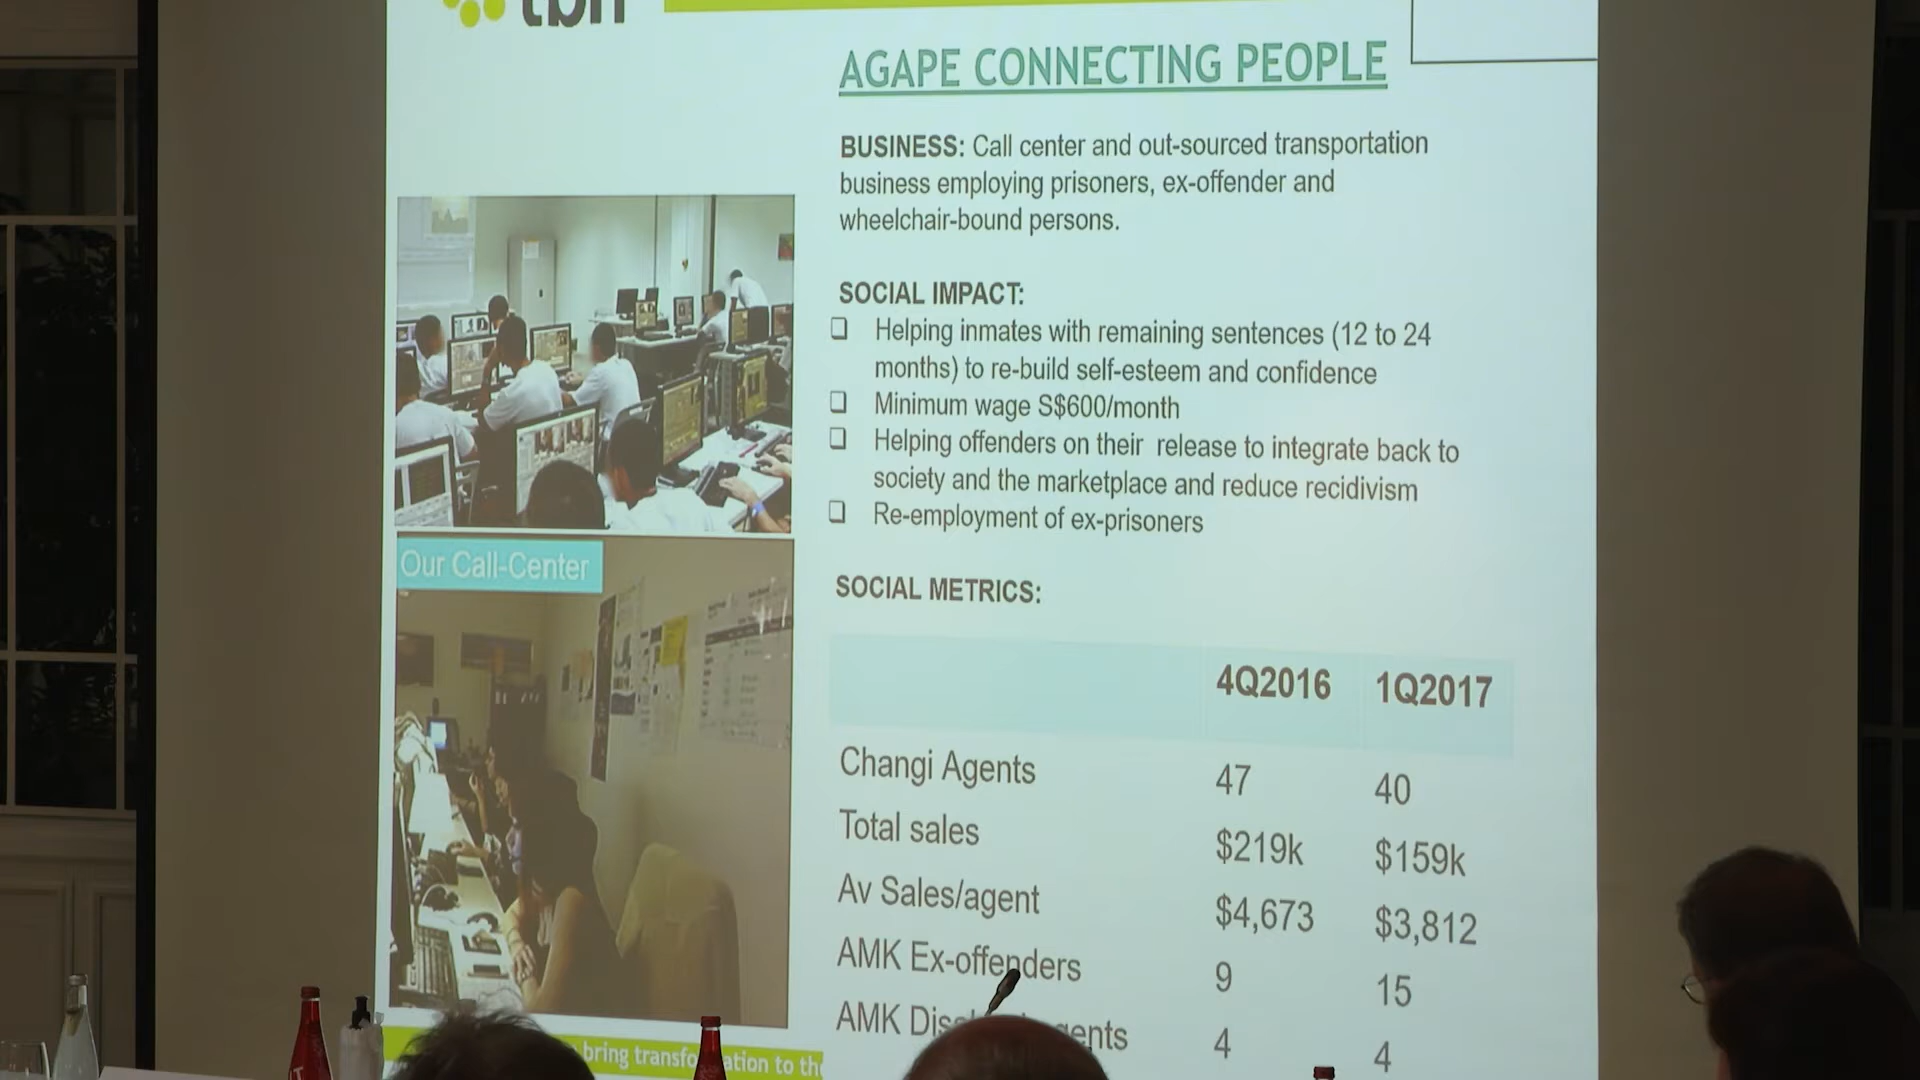 tbn
AGAPE CONNECTING PEOPLE
BUSINESS: Call center and out-sourced transportation
business employing prisoners, ex-offender and
wheelchair-bound persons.
SOCIAL IMPACT:
❑ Helping inmates with remaining sentences (12 to 24
months) to re-build self-esteem and confidence
❑ Minimum wage S$600/month
❑ Helping offenders on their release to integrate back to
society and the marketplace and reduce recidivism
❑ Re-employment of ex-prisoners
Our Call-Center
SOCIAL METRICS:
4Q2016 1Q2017
Changi Agents 47 40
Total sales $219k $159k
Av Sales/agent $4,673 $3,812
AMK Ex-offenders 9 15
AMK 4 4
bring to